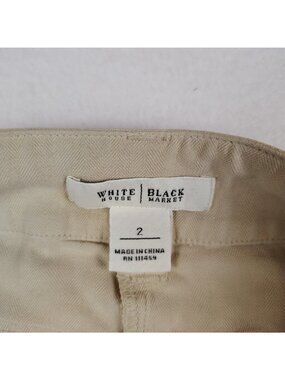 WHITE | BLACK
HOUSE | MARKET
2
MADE IN CHINA
RN 111459